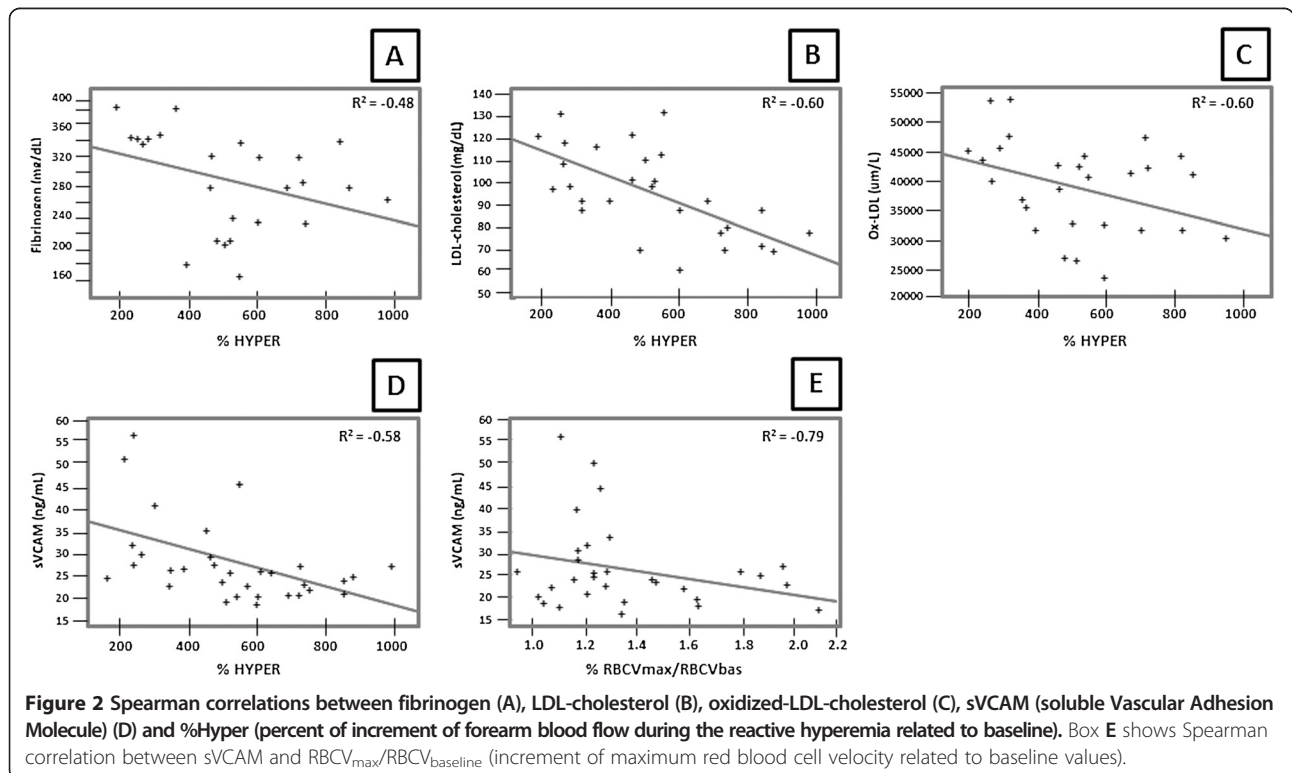 A
R² = -0.48
Fibrinogen (mg/dL)
400
360
320
280
240
200
160
200 400 600 800 1000
% HYPER
B
R² = -0.60
LDL-cholesterol (mg/dL)
140
130
120
110
100
90
80
70
60
50
200 400 600 800 1000
% HYPER
C
R² = -0.60
Ox-LDL (um/L)
55000
50000
45000
40000
35000
30000
25000
20000
200 400 600 800 1000
% HYPER
D
R² = -0.58
sVCAM (ng/mL)
60
55
50
45
40
35
30
25
20
15
200 400 600 800 1000
% HYPER
E
R² = -0.79
sVCAM (ng/mL)
60
55
50
45
40
35
30
25
20
15
1.0 1.2 1.4 1.6 1.8 2.0 2.2
% RBCVmax/RBCVbas
Figure 2 Spearman correlations between fibrinogen (A), LDL-cholesterol (B), oxidized-LDL-cholesterol (C), sVCAM (soluble Vascular Adhesion
Molecule) (D) and %Hyper (percent of increment of forearm blood flow during the reactive hyperemia related to baseline). Box E shows Spearman
correlation between sVCAM and RBCVmax/RBCVbaseline (increment of maximum red blood cell velocity related to baseline values).